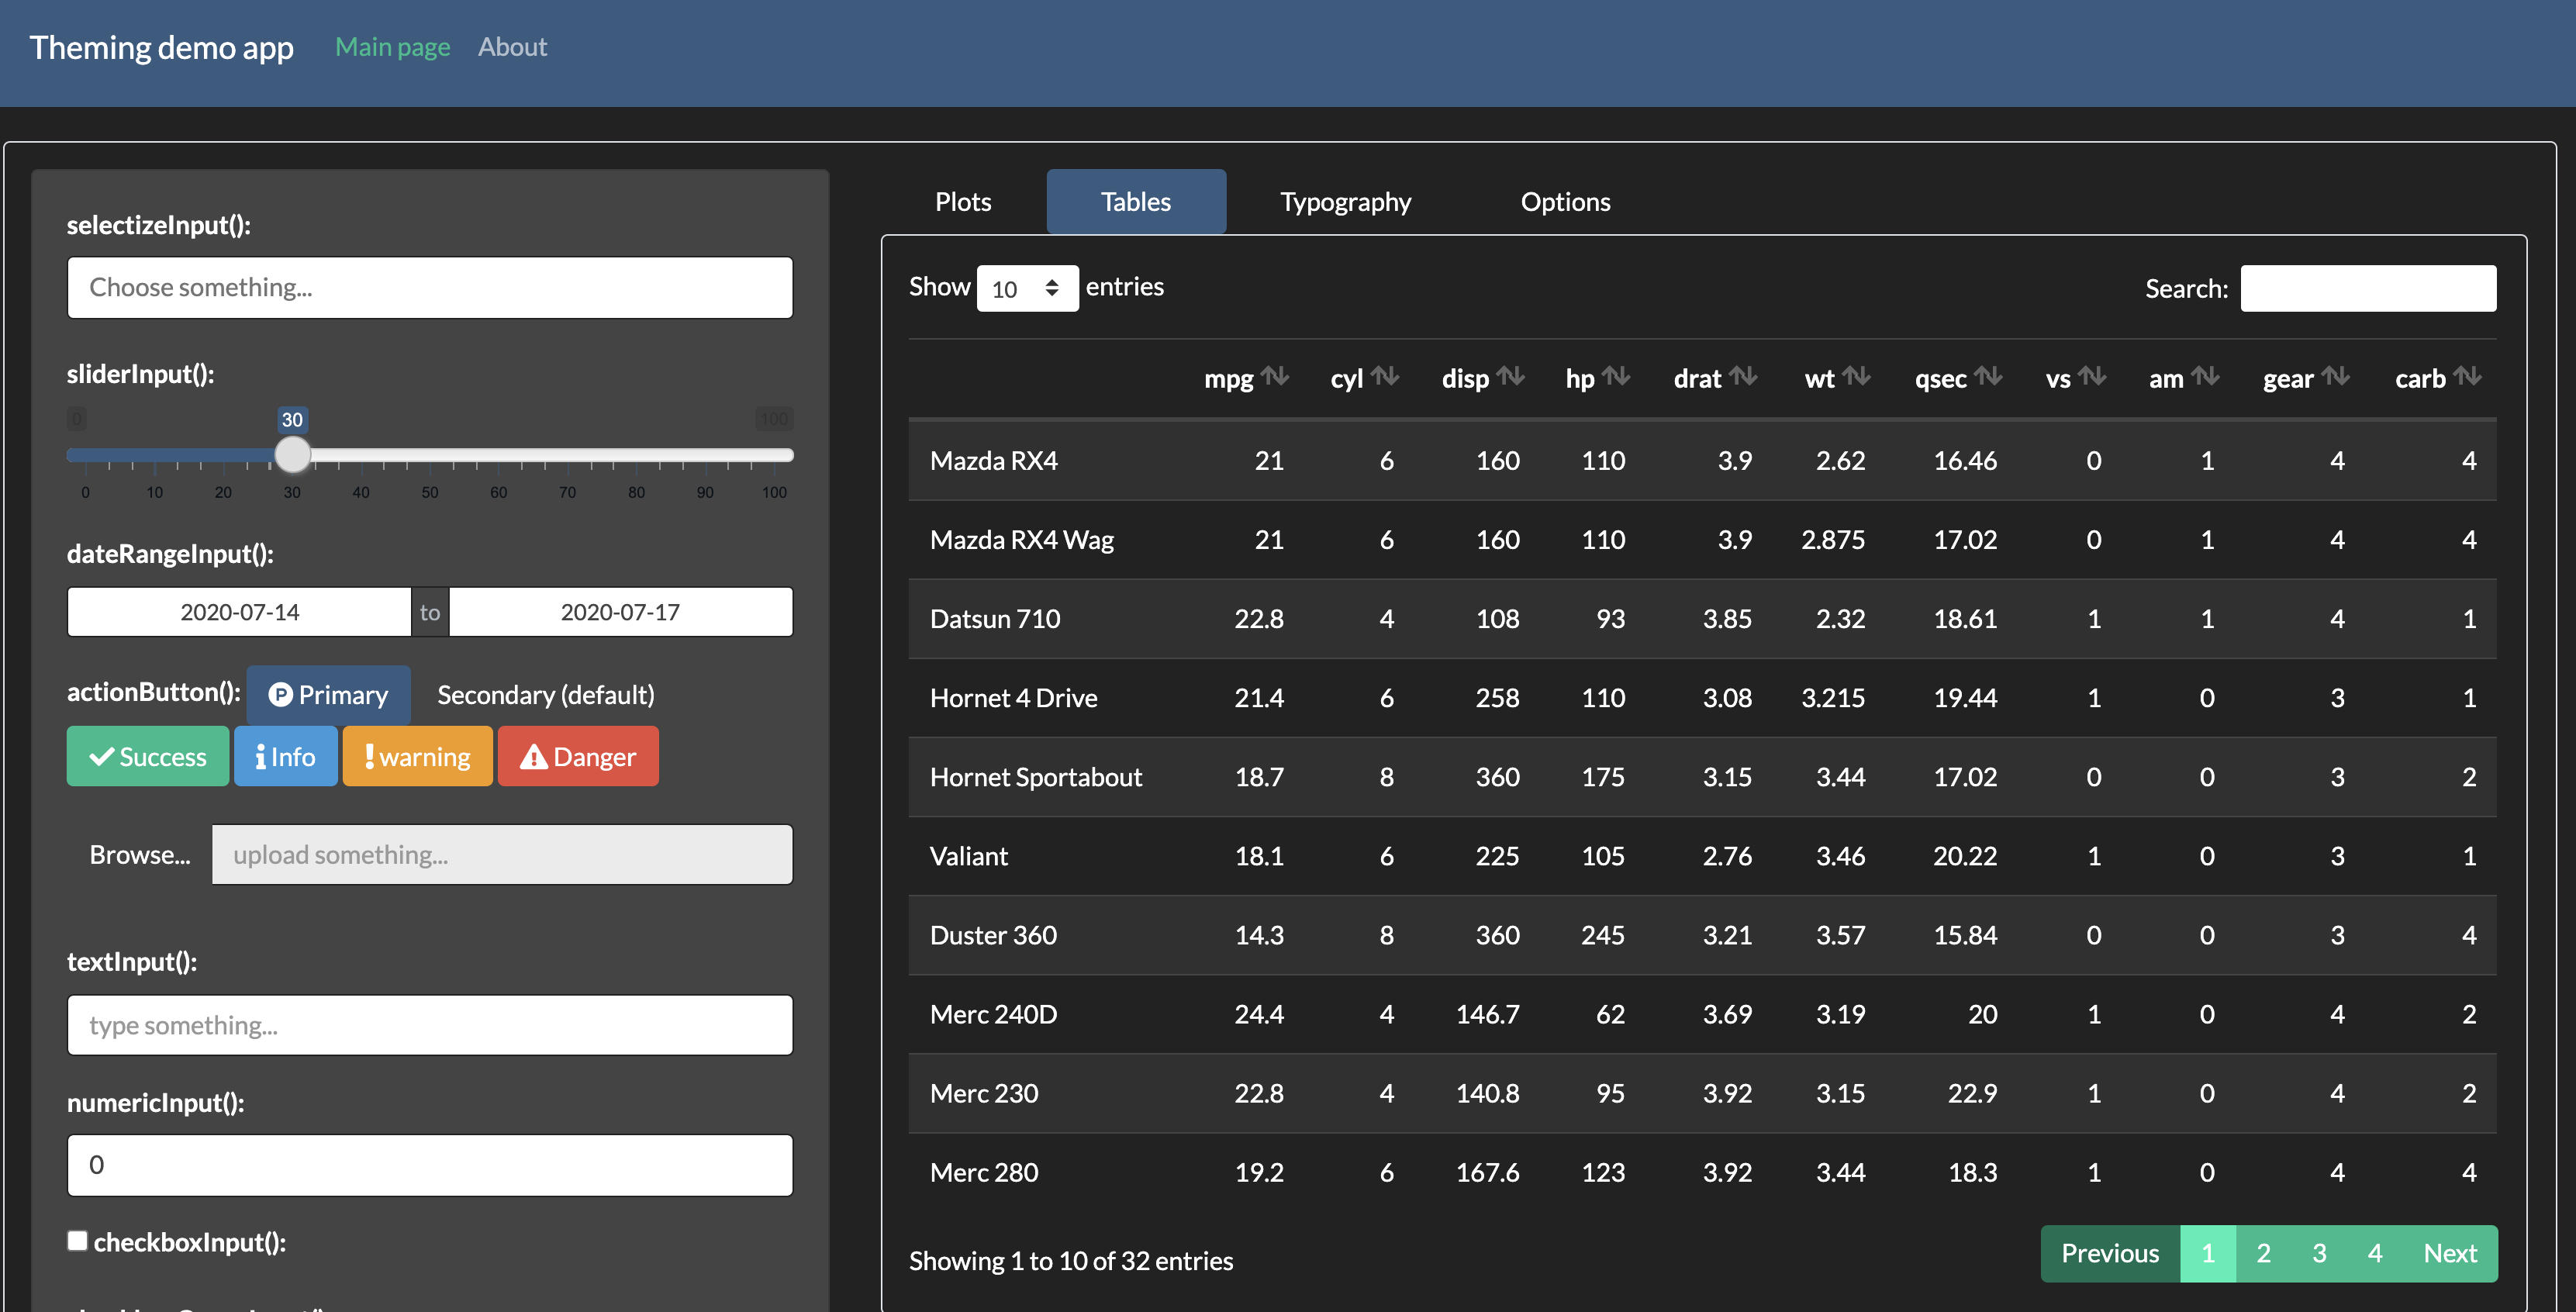 Theming demo app Main page About
selectizeInput():
Choose something...
sliderInput():
0 30 100
0 10 20 30 40 50 60 70 80 90 100
dateRangeInput():
2020-07-14 to 2020-07-17
actionButton(): Primary Secondary (default)
Success Info warning Danger
Browse... upload something...
textInput():
type something...
numericInput():
0
checkboxInput():
Plots Tables Typography Options
Show 10 entries Search:
mpg cyl disp hp drat wt qsec vs am gear carb
Mazda RX4 21 6 160 110 3.9 2.62 16.46 0 1 4 4
Mazda RX4 Wag 21 6 160 110 3.9 2.875 17.02 0 1 4 4
Datsun 710 22.8 4 108 93 3.85 2.32 18.61 1 1 4 1
Hornet 4 Drive 21.4 6 258 110 3.08 3.215 19.44 1 0 3 1
Hornet Sportabout 18.7 8 360 175 3.15 3.44 17.02 0 0 3 2
Valiant 18.1 6 225 105 2.76 3.46 20.22 1 0 3 1
Duster 360 14.3 8 360 245 3.21 3.57 15.84 0 0 3 4
Merc 240D 24.4 4 146.7 62 3.69 3.19 20 1 0 4 2
Merc 230 22.8 4 140.8 95 3.92 3.15 22.9 1 0 4 2
Merc 280 19.2 6 167.6 123 3.92 3.44 18.3 1 0 4 4
Showing 1 to 10 of 32 entries
Previous 1 2 3 4 Next